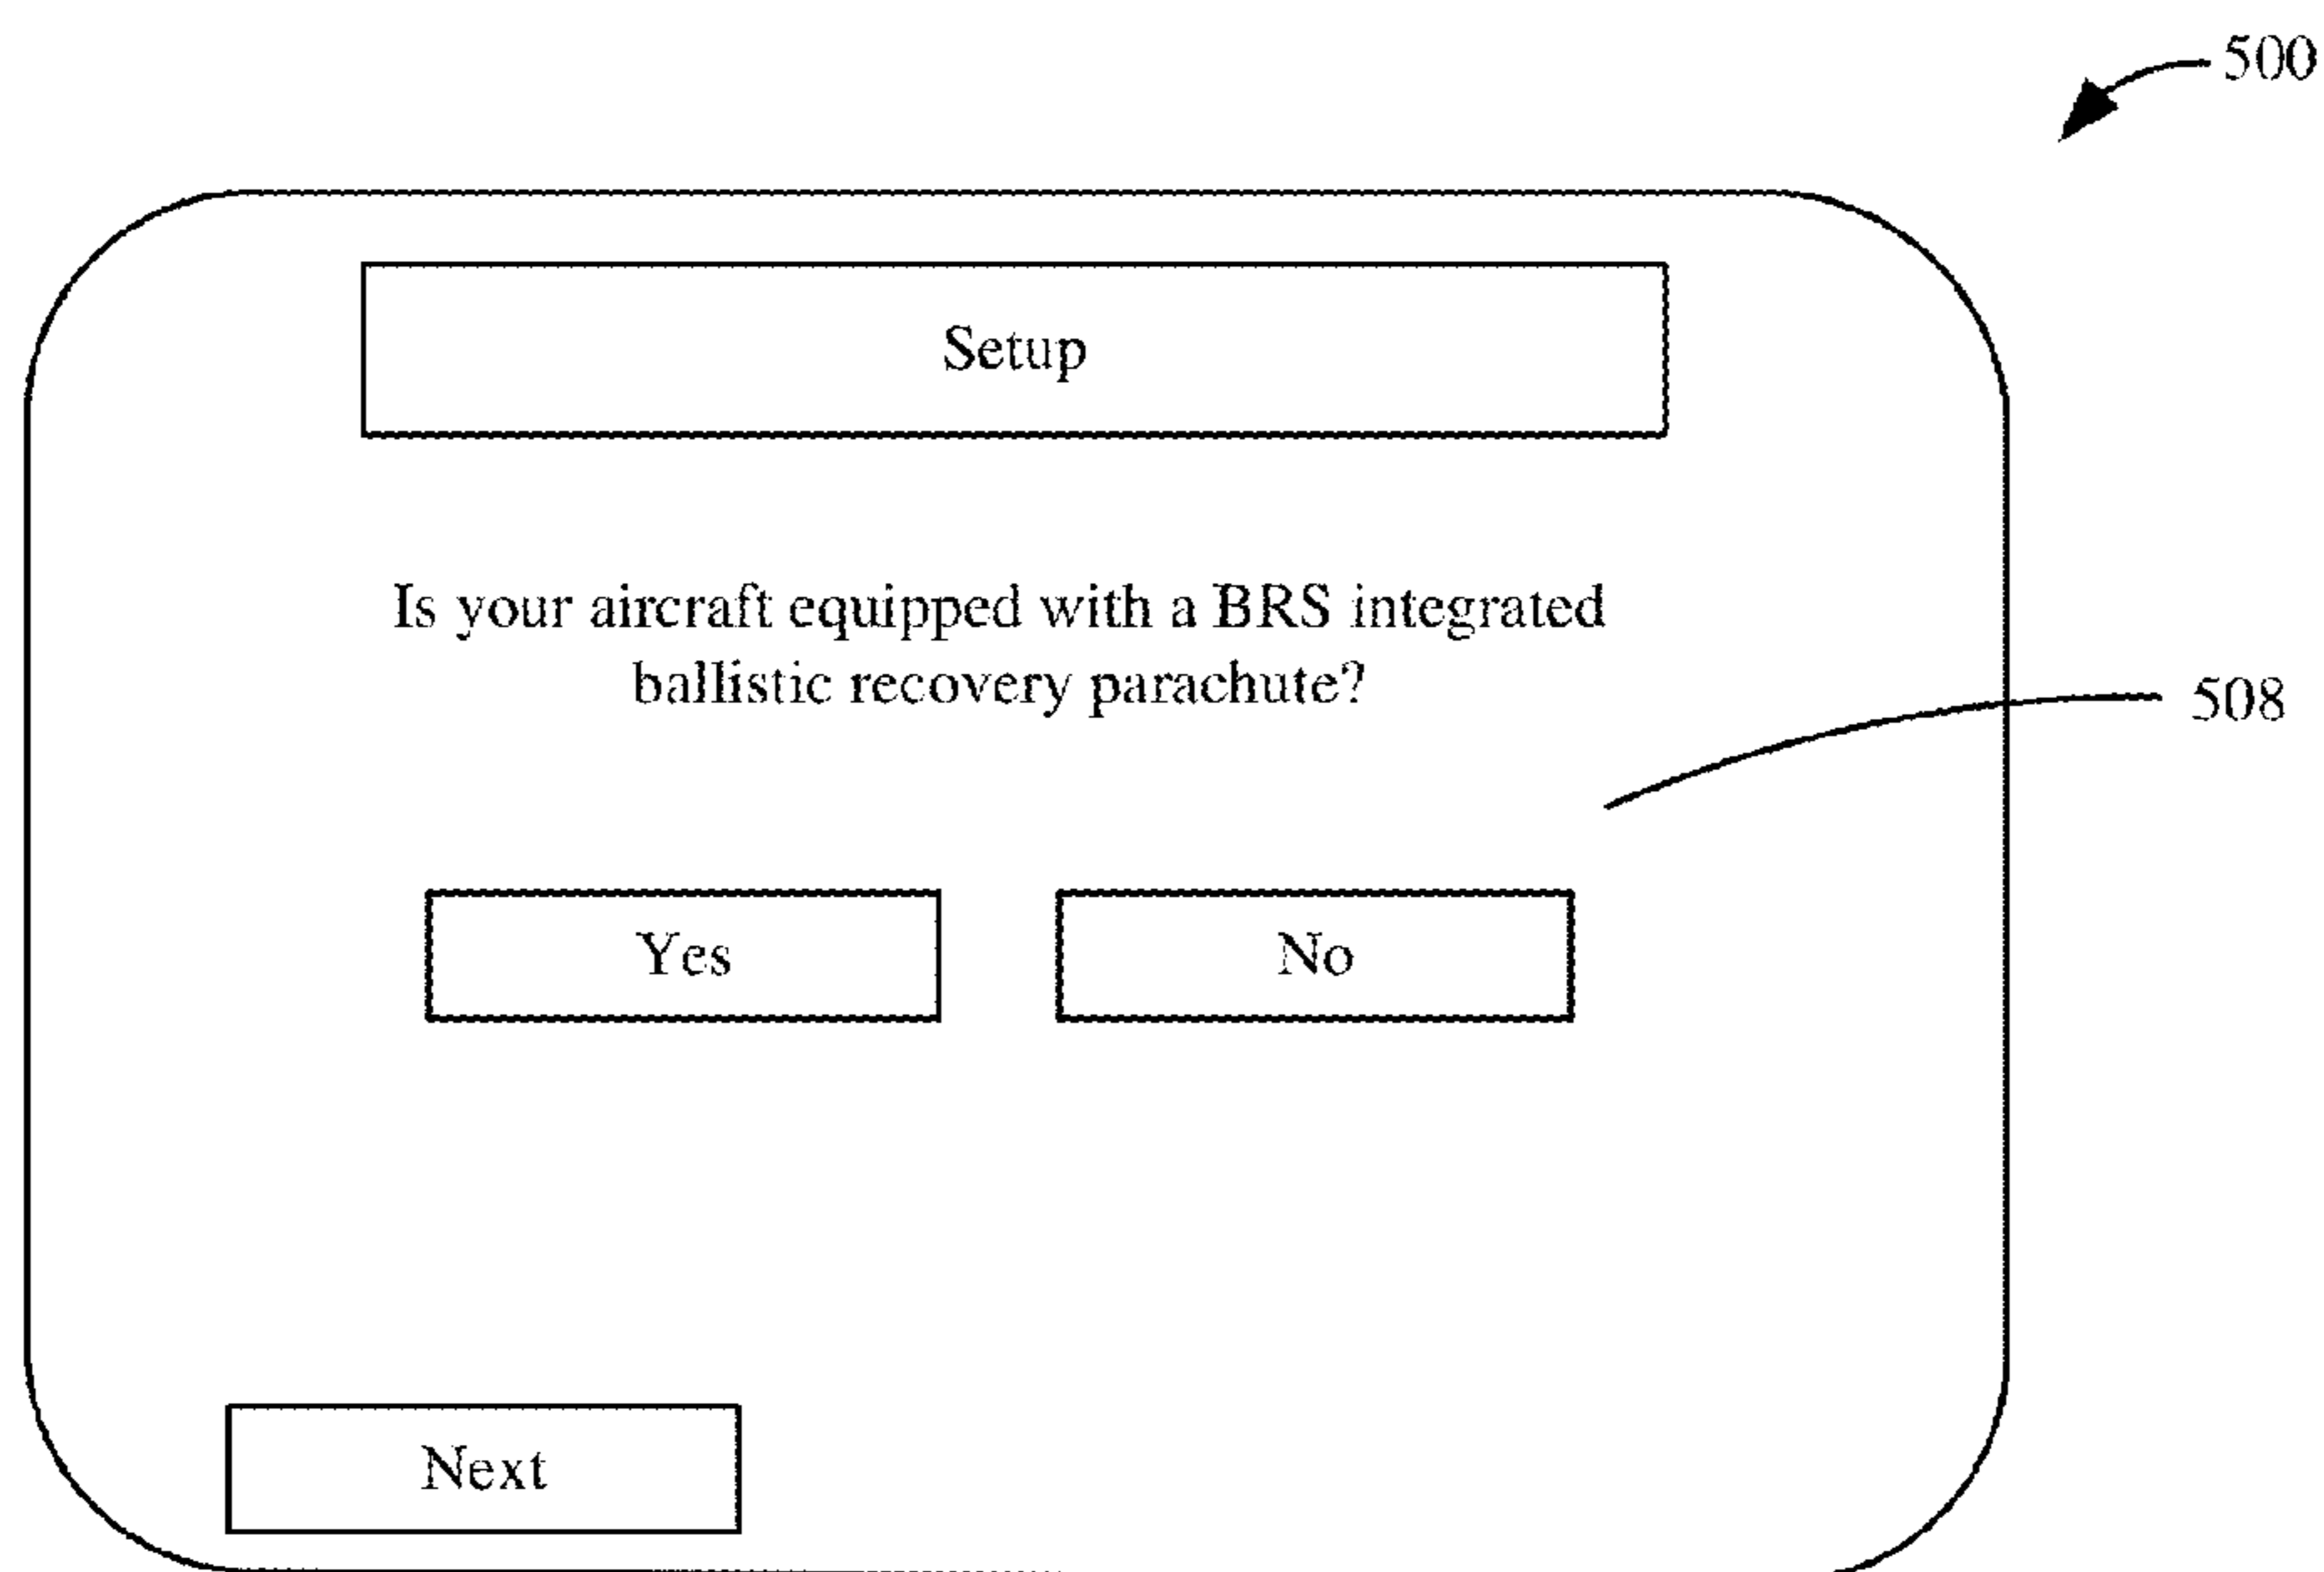 500
Setup
Is your aircraft equipped with a BRS integrated
ballistic recovery parachute?
508
Yes No
Next